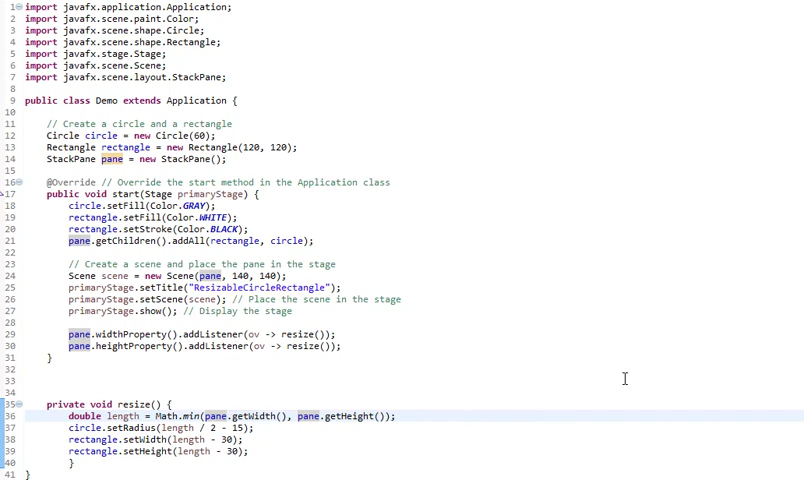 1 import javafx.application.Application;
2 import javafx.scene.paint.Color;
3 import javafx.scene.shape.Circle;
4 import javafx.scene.shape.Rectangle;
5 import javafx.stage.Stage;
6 import javafx.scene.Scene;
7 import javafx.scene.layout.StackPane;
8
9 public class Demo extends Application {
10
11 // Create a circle and a rectangle
12 Circle circle = new Circle(60);
13 Rectangle rectangle = new Rectangle(120, 120);
14 StackPane pane = new StackPane();
15
16 @Override // Override the start method in the Application class
17 public void start(Stage primaryStage) {
18 circle.setFill(Color.GRAY);
19 rectangle.setFill(Color.WHITE);
20 rectangle.setStroke(Color.BLACK);
21 pane.getChildren().addAll(rectangle, circle);
22
23 // Create a scene and place the pane in the stage
24 Scene scene = new Scene(pane, 140, 140);
25 primaryStage.setTitle("ResizableCircleRectangle");
26 primaryStage.setScene(scene); // Place the scene in the stage
27 primaryStage.show(); // Display the stage
28
29 pane.widthProperty().addListener(ov -> resize());
30 pane.heightProperty().addListener(ov -> resize());
31 }
32
33
34
35 private void resize() {
36 double length = Math.min(pane.getWidth(), pane.getHeight());
37 circle.setRadius(length / 2 - 15);
38 rectangle.setWidth(length - 30);
39 rectangle.setHeight(length - 30);
40 }
41 }